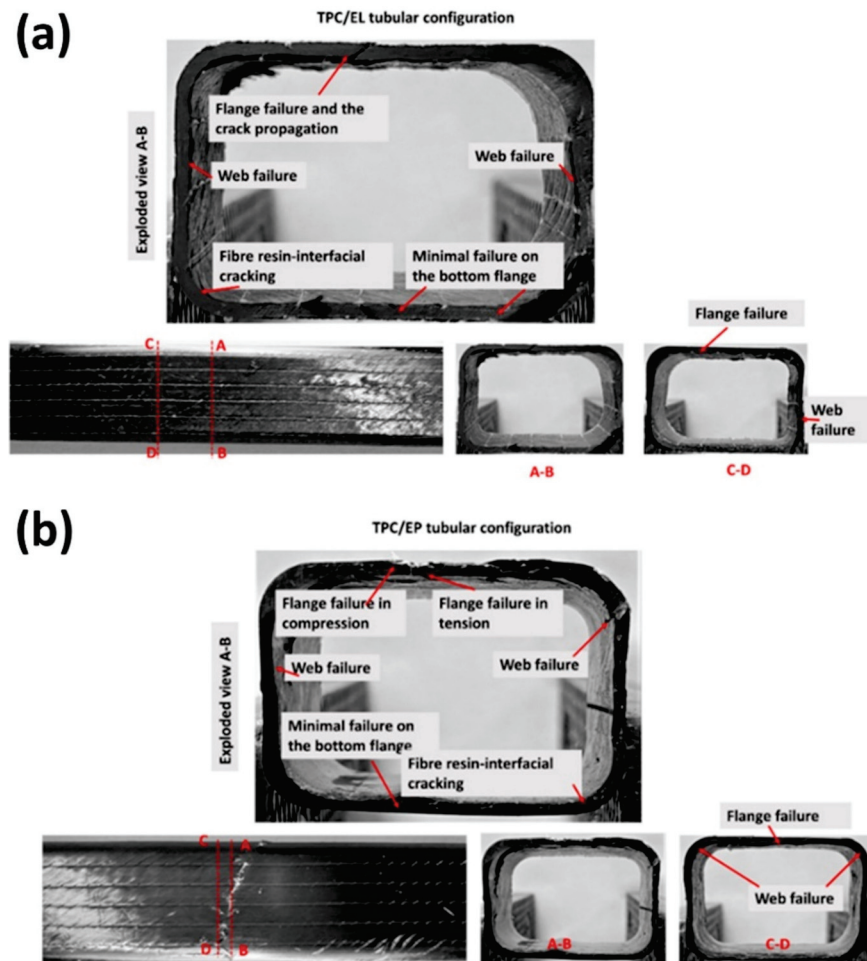 (a)
TPC/EL tubular configuration
Exploded view A-B
Flange failure and the
crack propagation
Web failure
Web failure
Fibre resin-interfacial
cracking
Minimal failure on
the bottom flange
C
A
D
B
A-B
Flange failure
Web
failure
C-D
(b)
TPC/EP tubular configuration
Exploded view A-B
Flange failure in
compression
Flange failure in
tension
Web failure
Web failure
Minimal failure on
the bottom flange
Fibre resin-interfacial
cracking
C
A
D
B
A-B
Flange failure
Web failure
C-D